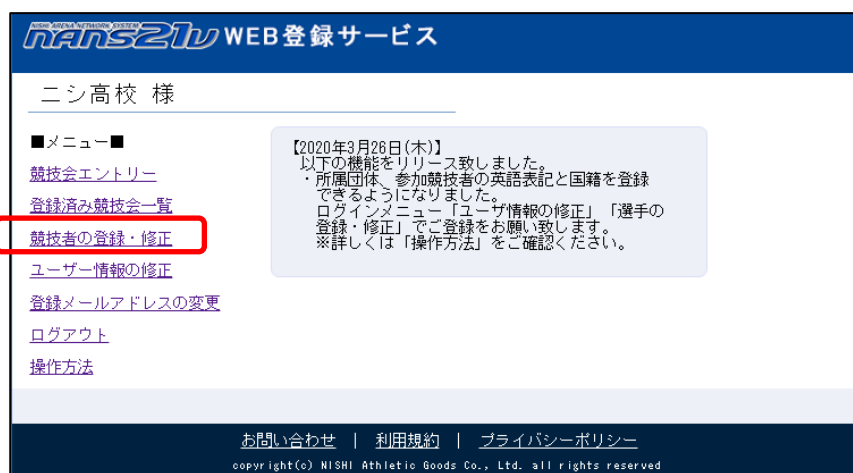 NISHI ARENA NETWORK SYSTEM
nans21V WEB登録サービス
ニシ高校 様
■メニュー■
競技会エントリー
登録済み競技会一覧
競技者の登録・修正
ユーザー情報の修正
登録メールアドレスの変更
ログアウト
操作方法
【2020年3月26日(木)】
以下の機能をリリース致しました。
・所属団体、参加競技者の英語表記と国籍を登録
できるようになりました。
ログインメニュー「ユーザ情報の修正」「選手の
登録・修正」でご登録をお願い致します。
※詳しくは「操作方法」をご確認ください。
お問い合わせ | 利用規約 | プライバシーポリシー
copyright(c) NISHI Athletic Goods Co., Ltd. all rights reserved